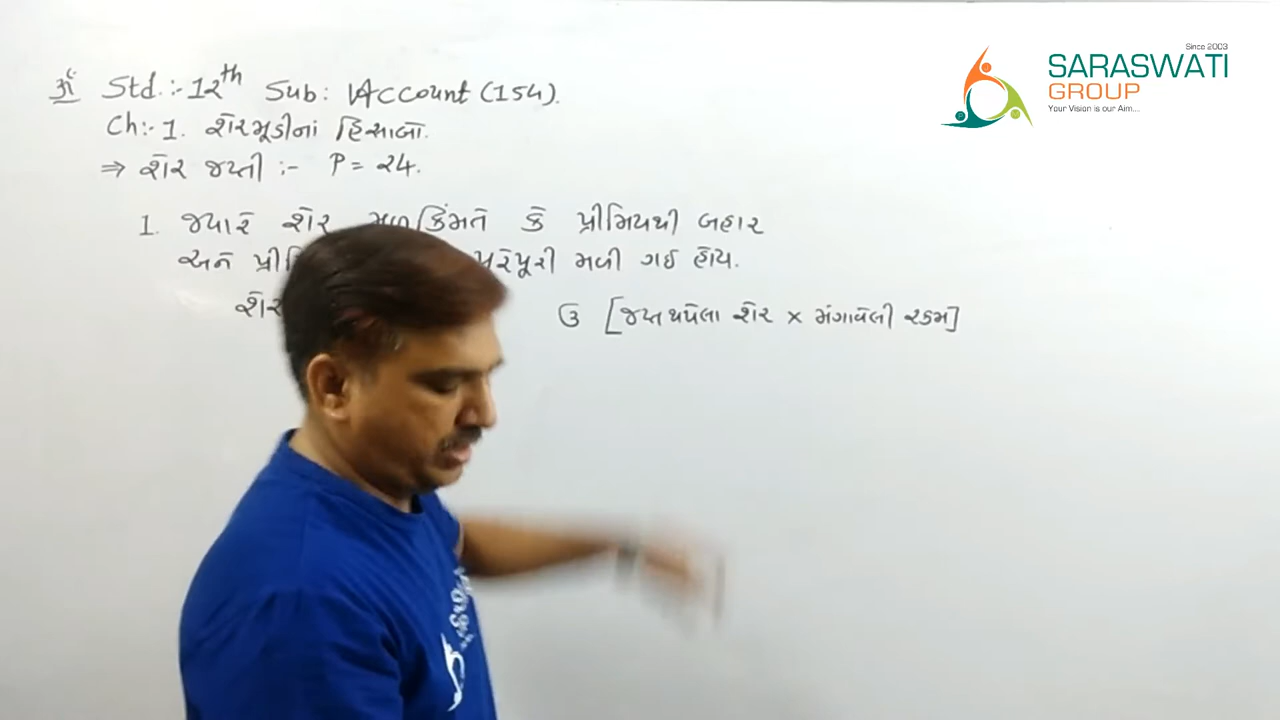 ૐ Std.:- 12th Sub: Account (154).
Ch:- 1. શેરમૂડીના હિસાબો.
⇒ શેર જપ્તી :- P = 24.
1. જ્યારે શેર મૂળકિંમતે કે પ્રીમિયમથી બહાર
અને પૂરેપૂરી મળી ગઈ હોય.
શેર ઉ [જપ્ત થયેલા શેર × મંગાવેલી રકમ]
Since 2003
SARASWATI
GROUP
Your Vision is our Aim...